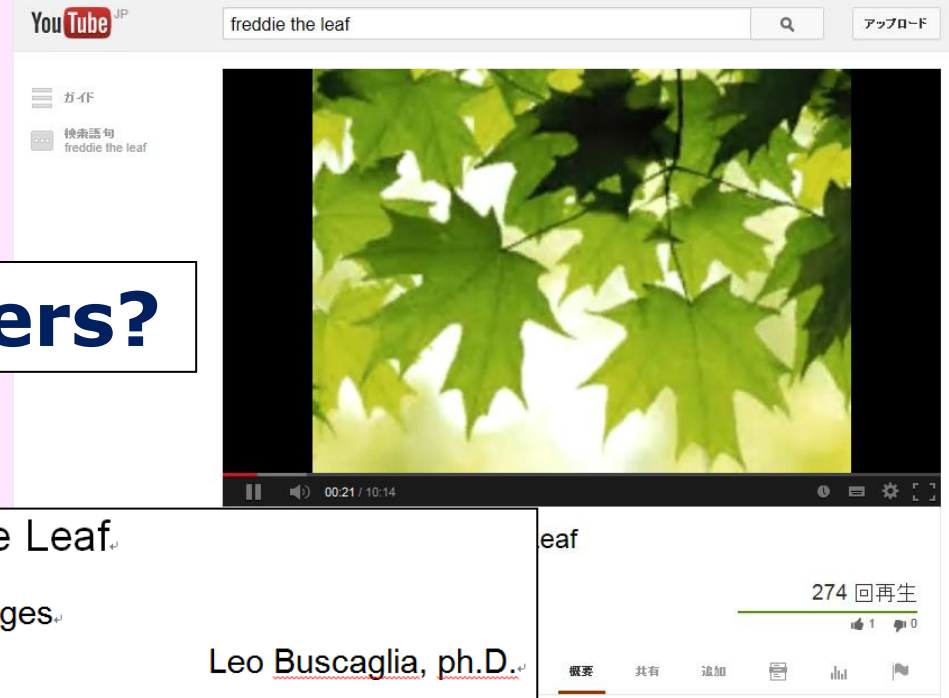 You Tube JP
freddie the leaf
アップロード
ガイド
検索語句
freddie the leaf
ers?
00:21 / 10:14
e Leaf
eaf
ges
274 回再生
1 0
Leo Buscaglia, ph.D.
概要 共有 追加